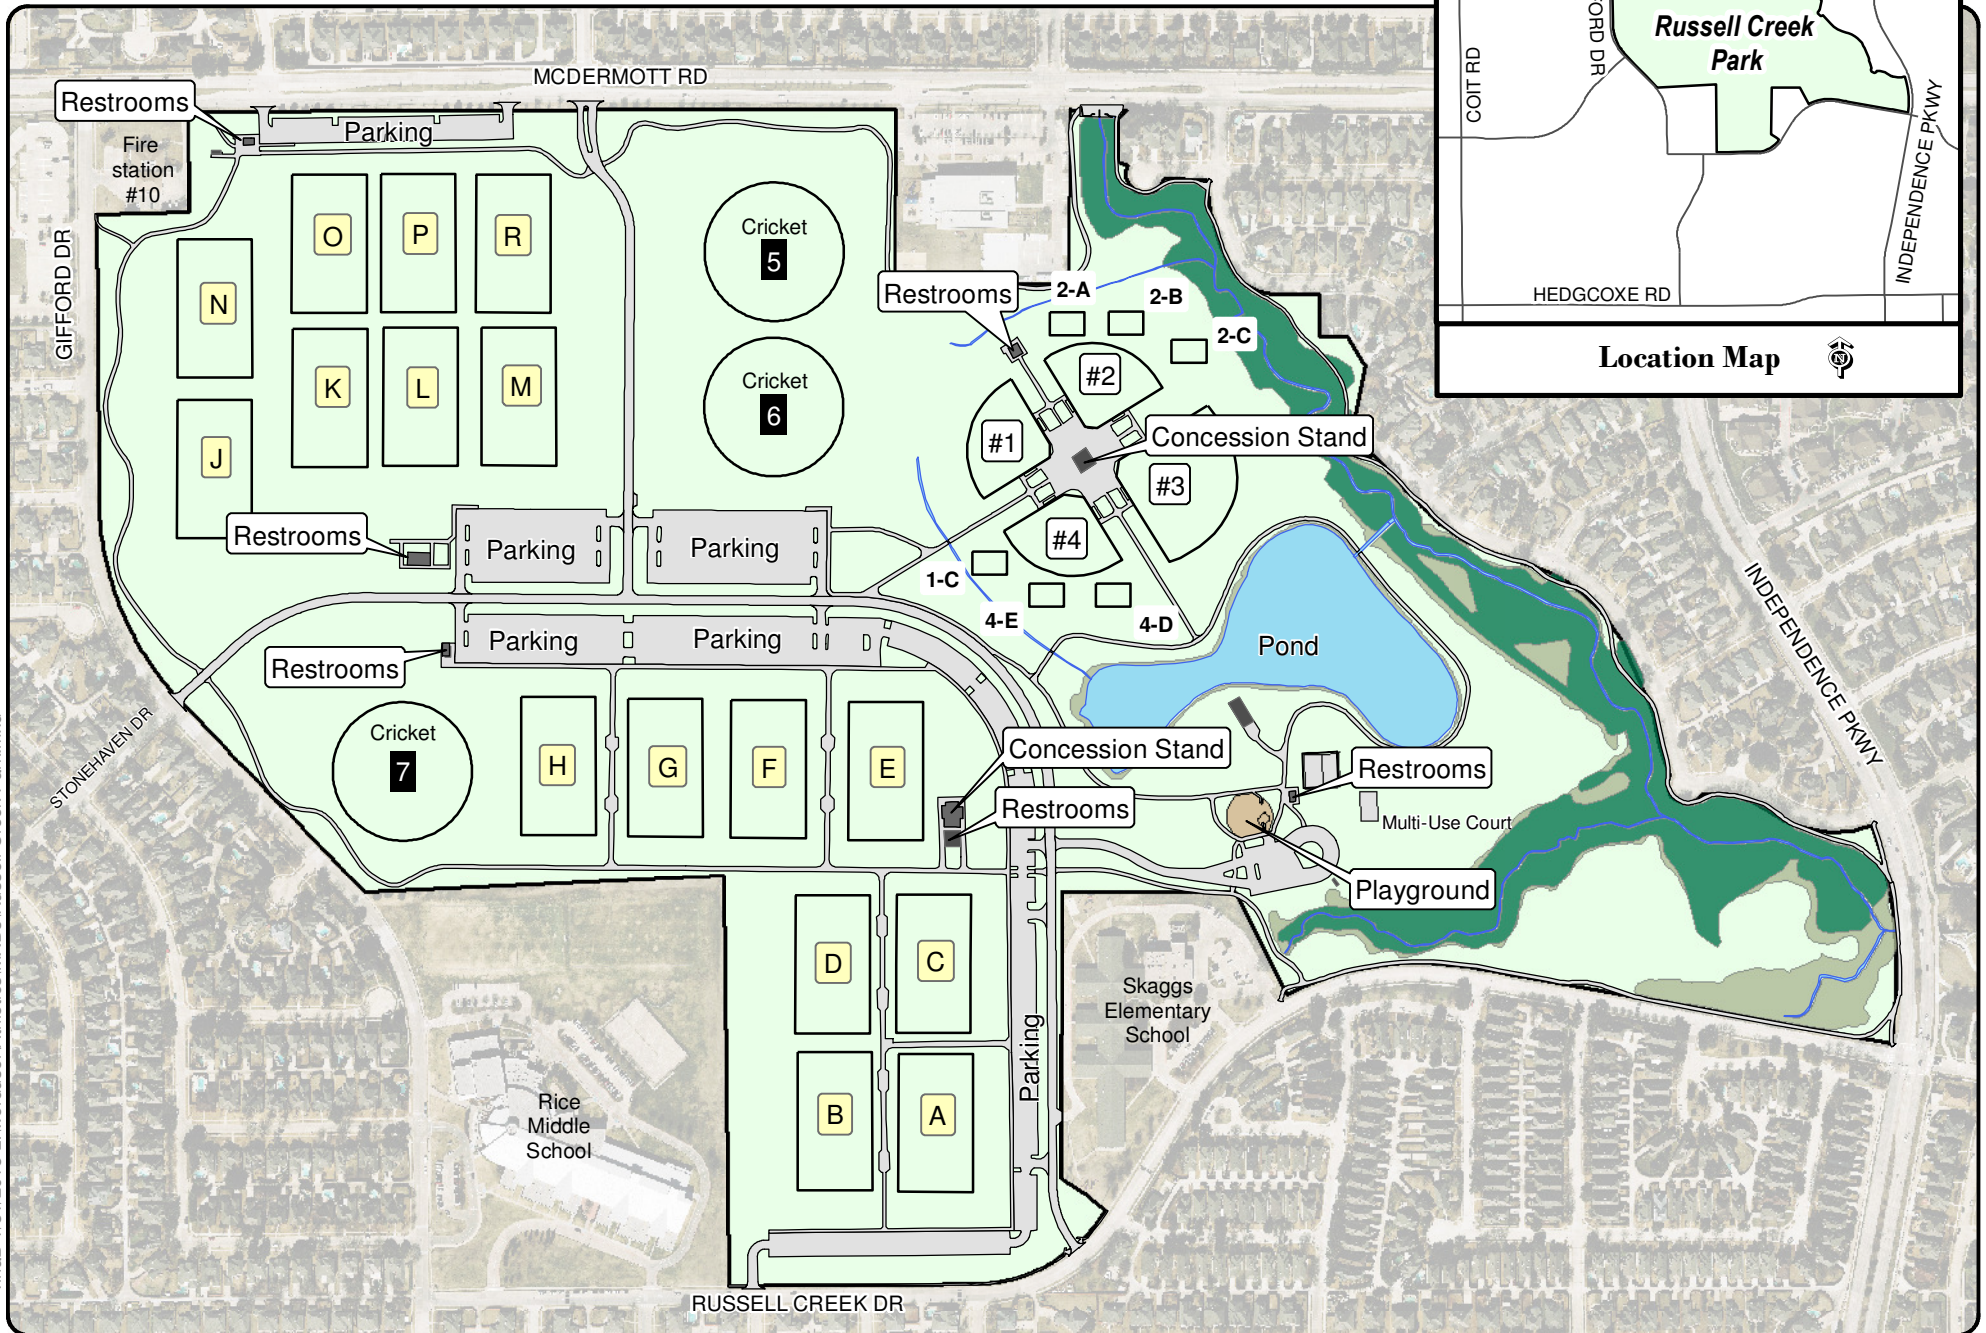 MCDERMOTT RD
Restrooms
Parking
Fire
station
#10
GIFFORD DR
O
P
R
N
K
L
M
J
Cricket
5
Cricket
6
Restrooms
2-A
2-B
2-C
#2
#1
Concession Stand
#3
#4
Restrooms
Parking
Parking
1-C
4-E
4-D
Parking
Parking
Restrooms
Pond
STONEHAVEN DR
Cricket
7
H
G
F
E
Concession Stand
Restrooms
Restrooms
Multi-Use Court
Playground
INDEPENDENCE PKWY
D
C
B
A
Parking
Skaggs
Elementary
School
Rice
Middle
School
RUSSELL CREEK DR
Russell Creek
Park
COIT RD
ORD DR
INDEPENDENCE PKWY
HEDGCOXE RD
Location Map
N